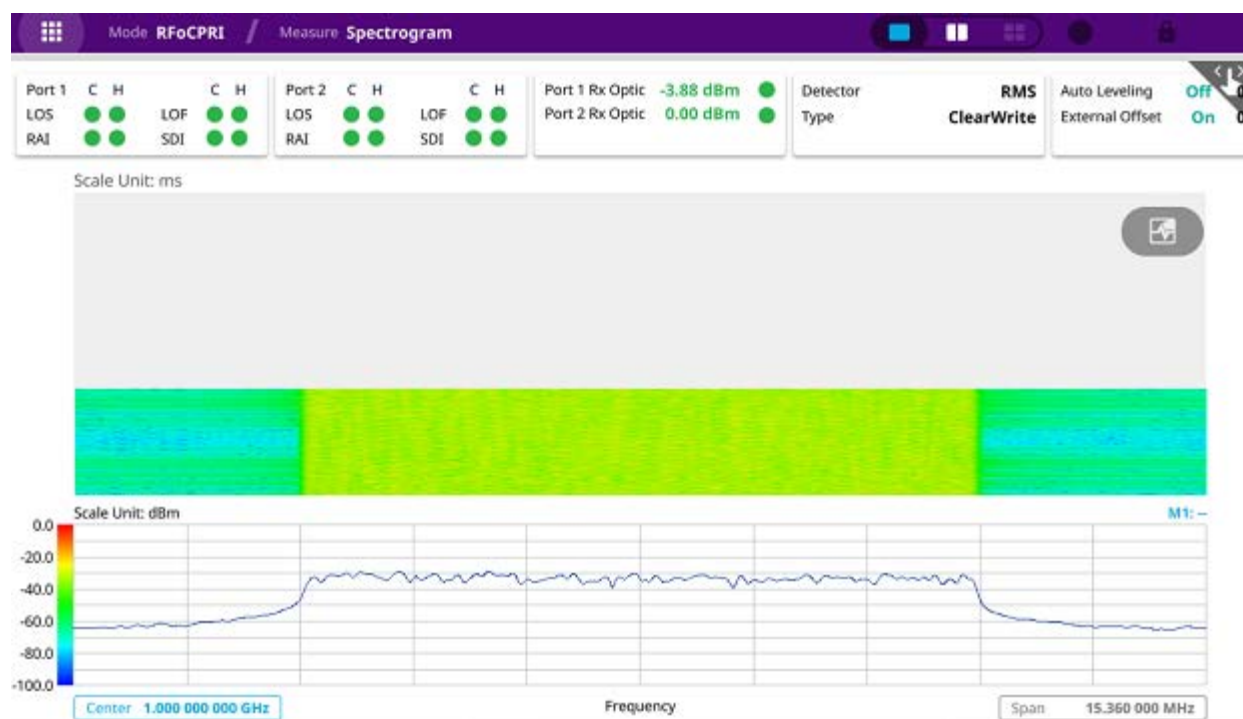 Mode RFoCPRI / Measure Spectrogram
Port 1 C H C H
LOS LOF
RAI SDI
Port 2 C H C H
LOS LOF
RAI SDI
Port 1 Rx Optic -3.88 dBm
Port 2 Rx Optic 0.00 dBm
Detector RMS
Type ClearWrite
Auto Leveling Off
External Offset On
Scale Unit: ms
Scale Unit: dBm
M1: --
0.0
-20.0
-40.0
-60.0
-80.0
-100.0
Center 1.000 000 000 GHz
Frequency
Span 15.360 000 MHz